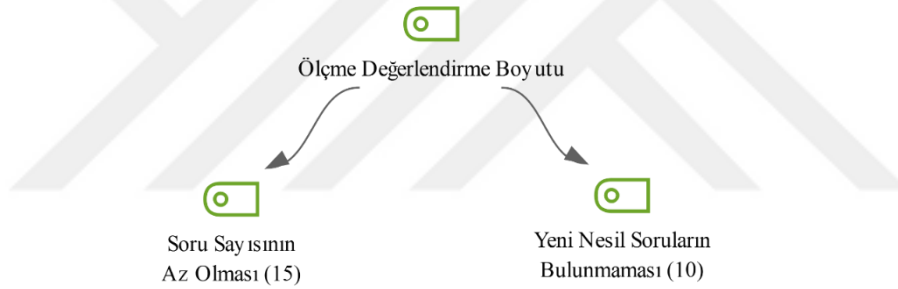 Ölçme Değerlendirme Boyutu
Soru Sayısının
Az Olması (15)
Yeni Nesil Soruların
Bulunmaması (10)